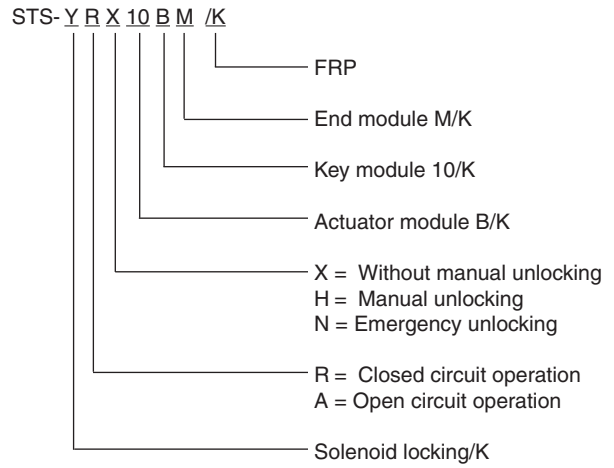 STS- Y R X 10 B M /K
FRP
End module M/K
Key module 10/K
Actuator module B/K
X = Without manual unlocking
H = Manual unlocking
N = Emergency unlocking
R = Closed circuit operation
A = Open circuit operation
Solenoid locking/K